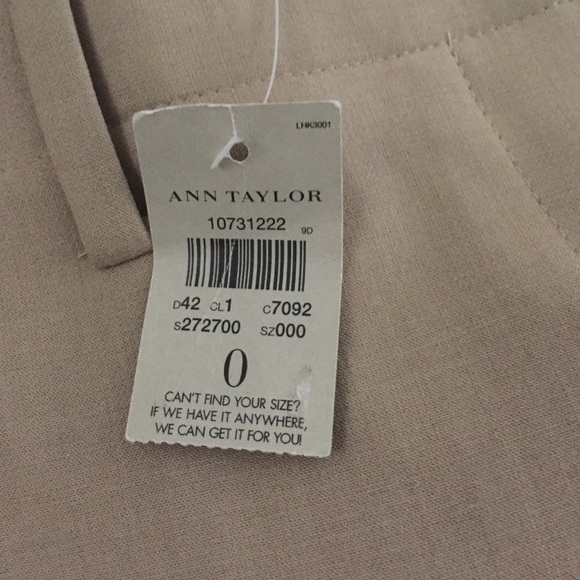 LHK3001
ANN TAYLOR
10731222 9D
D42 CL1 C7092
S272700 SZ000
0
CAN'T FIND YOUR SIZE?
IF WE HAVE IT ANYWHERE,
WE CAN GET IT FOR YOU!